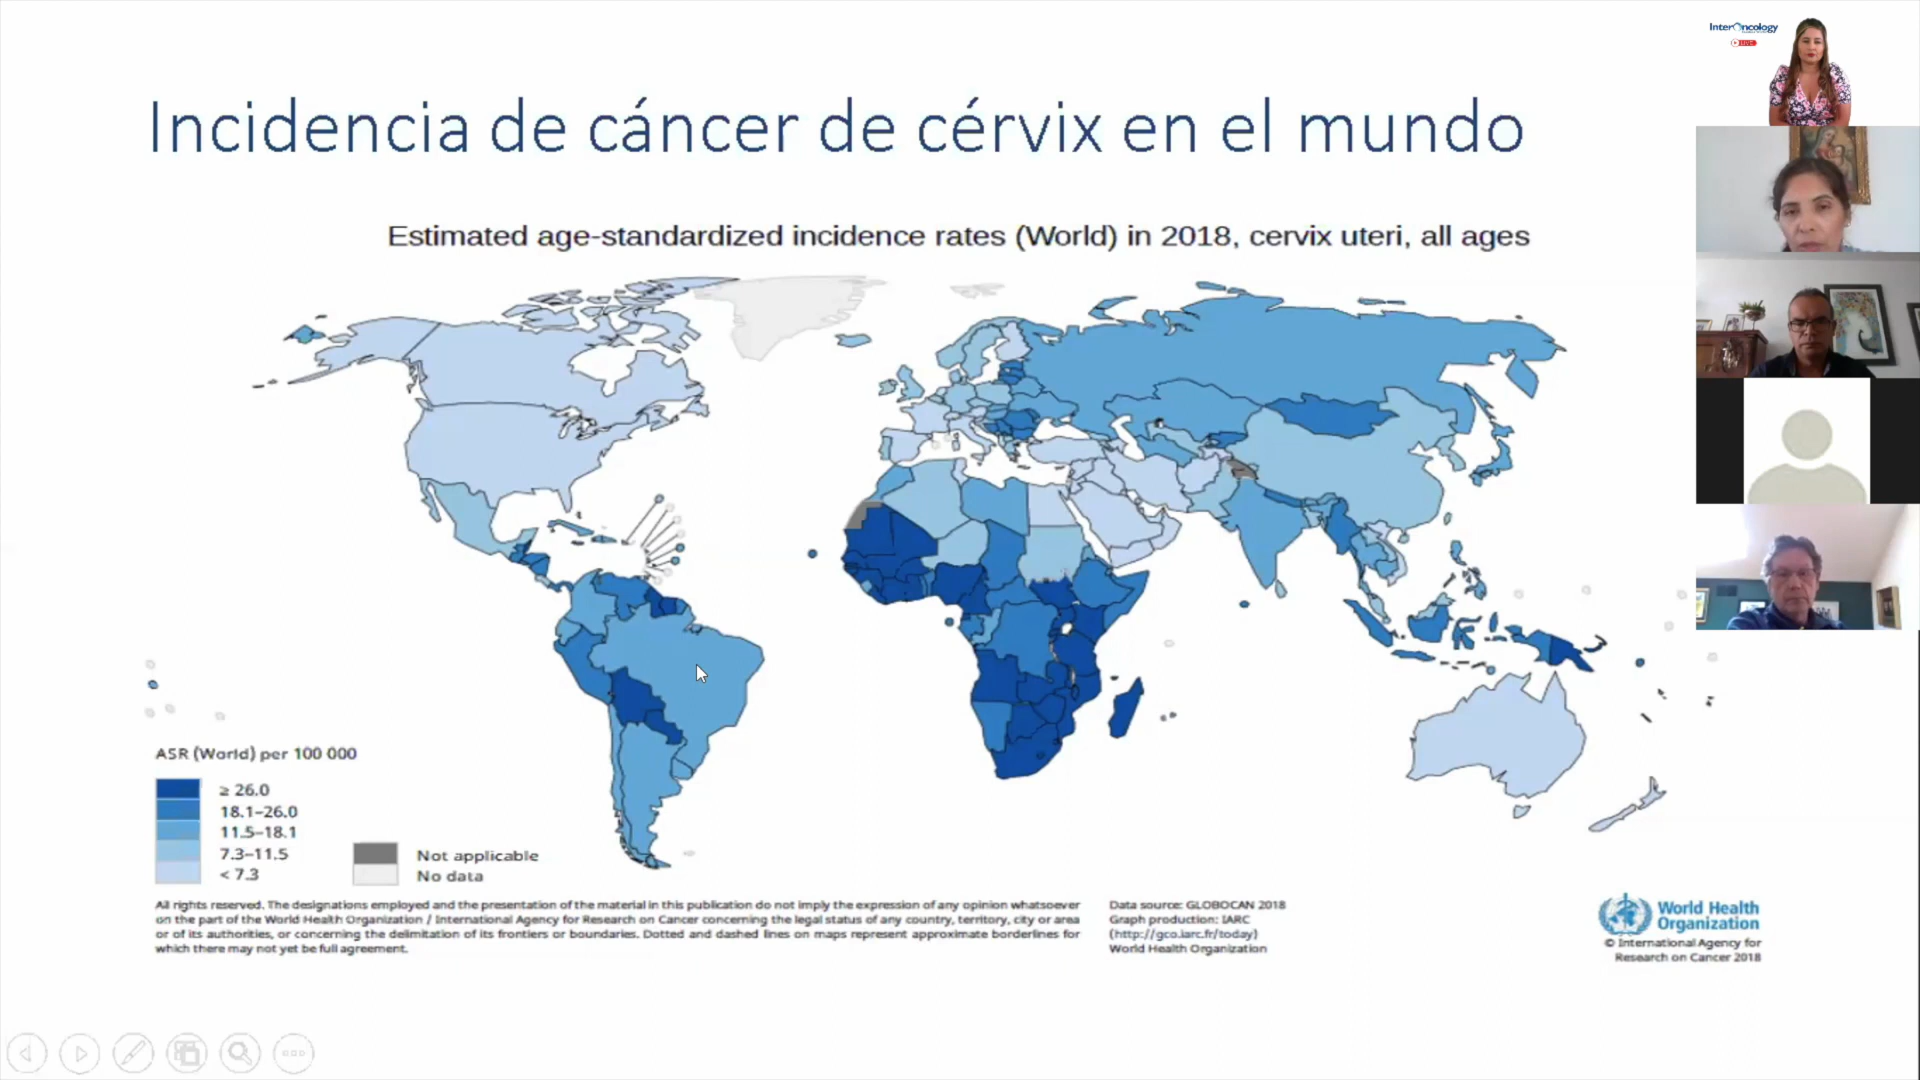 InterOncology
LIVE
Incidencia de cáncer de cérvix en el mundo
Estimated age-standardized incidence rates (World) in 2018, cervix uteri, all ages
ASR (World) per 100 000
≥ 26.0
18.1–26.0
11.5–18.1
7.3–11.5
< 7.3
Not applicable
No data
All rights reserved. The designations employed and the presentation of the material in this publication do not imply the expression of any opinion whatsoever
on the part of the World Health Organization / International Agency for Research on Cancer concerning the legal status of any country, territory, city or area
or of its authorities, or concerning the delimitation of its frontiers or boundaries. Dotted and dashed lines on maps represent approximate borderlines for
which there may not yet be full agreement.
Data source: GLOBOCAN 2018
Graph production: IARC
(http://gco.iarc.fr/today)
World Health Organization
World Health
Organization
© International Agency for
Research on Cancer 2018